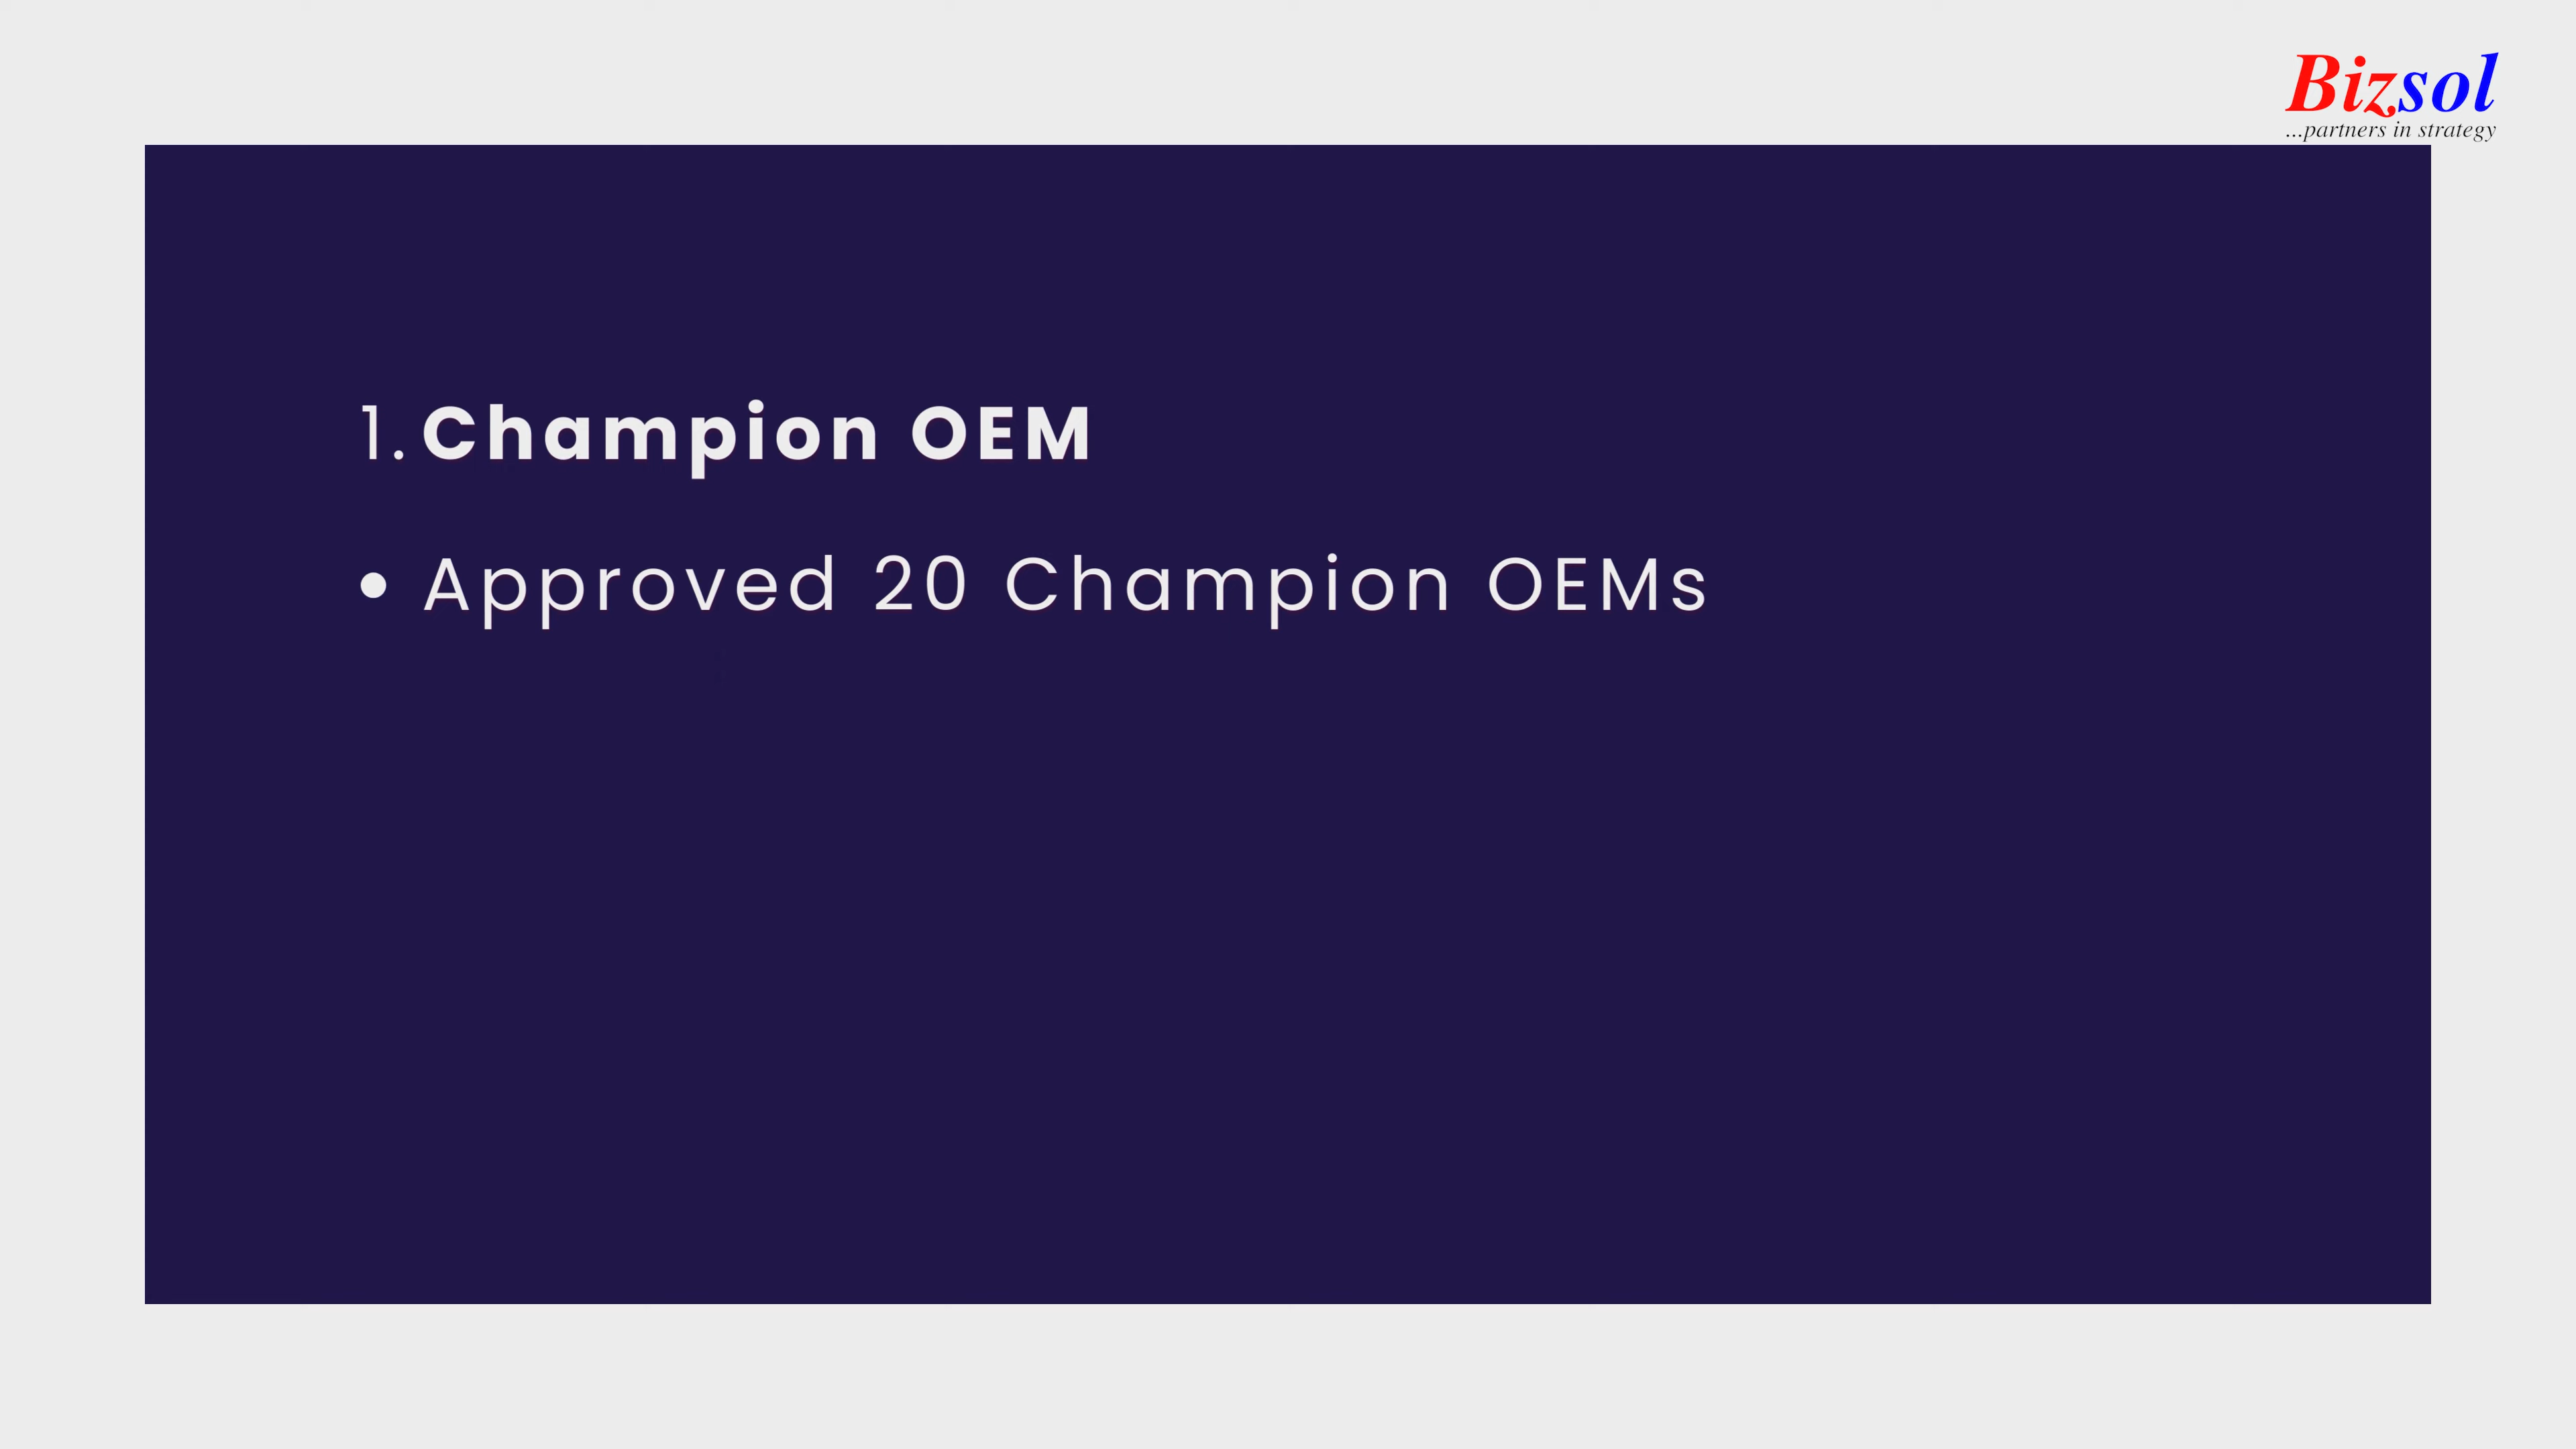 Bizsol
...partners in strategy
1. Champion OEM
• Approved 20 Champion OEMs